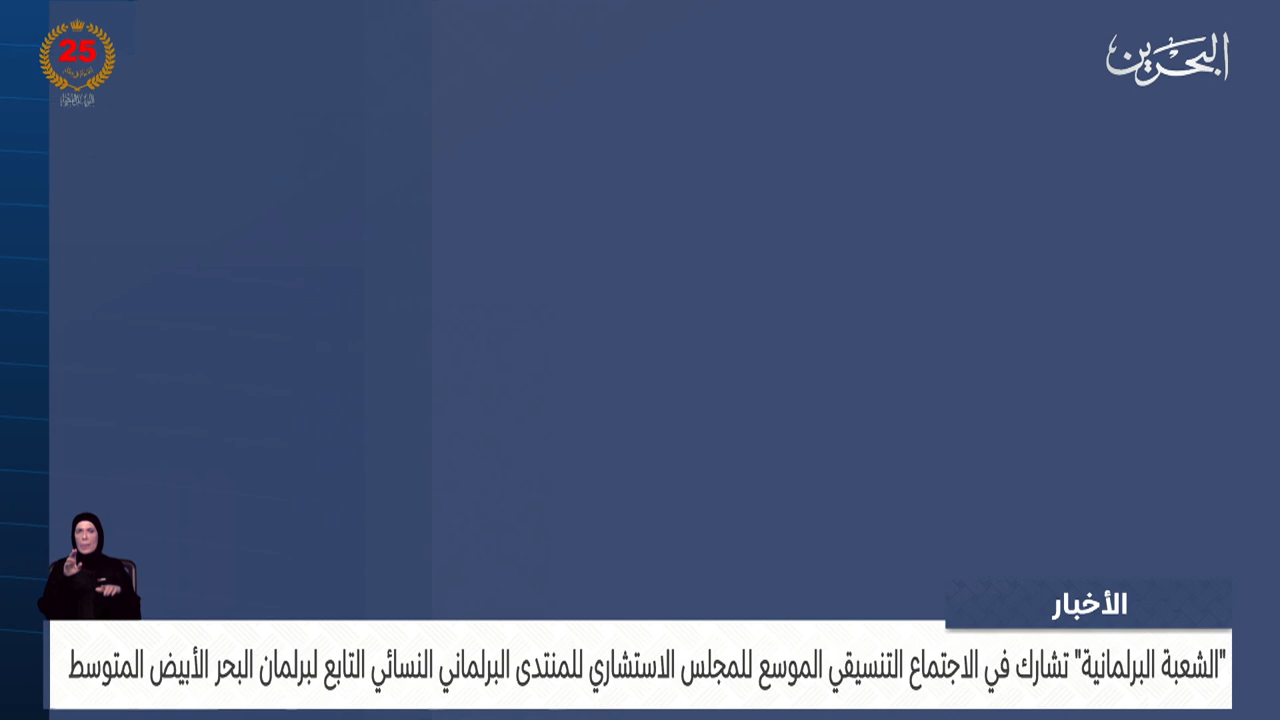 البحرين
25
الأخبار
"الشعبة البرلمانية" تشارك في الاجتماع التنسيقي الموسع للمجلس الاستشاري للمنتدى البرلماني النسائي التابع لبرلمان البحر الأبيض المتوسط